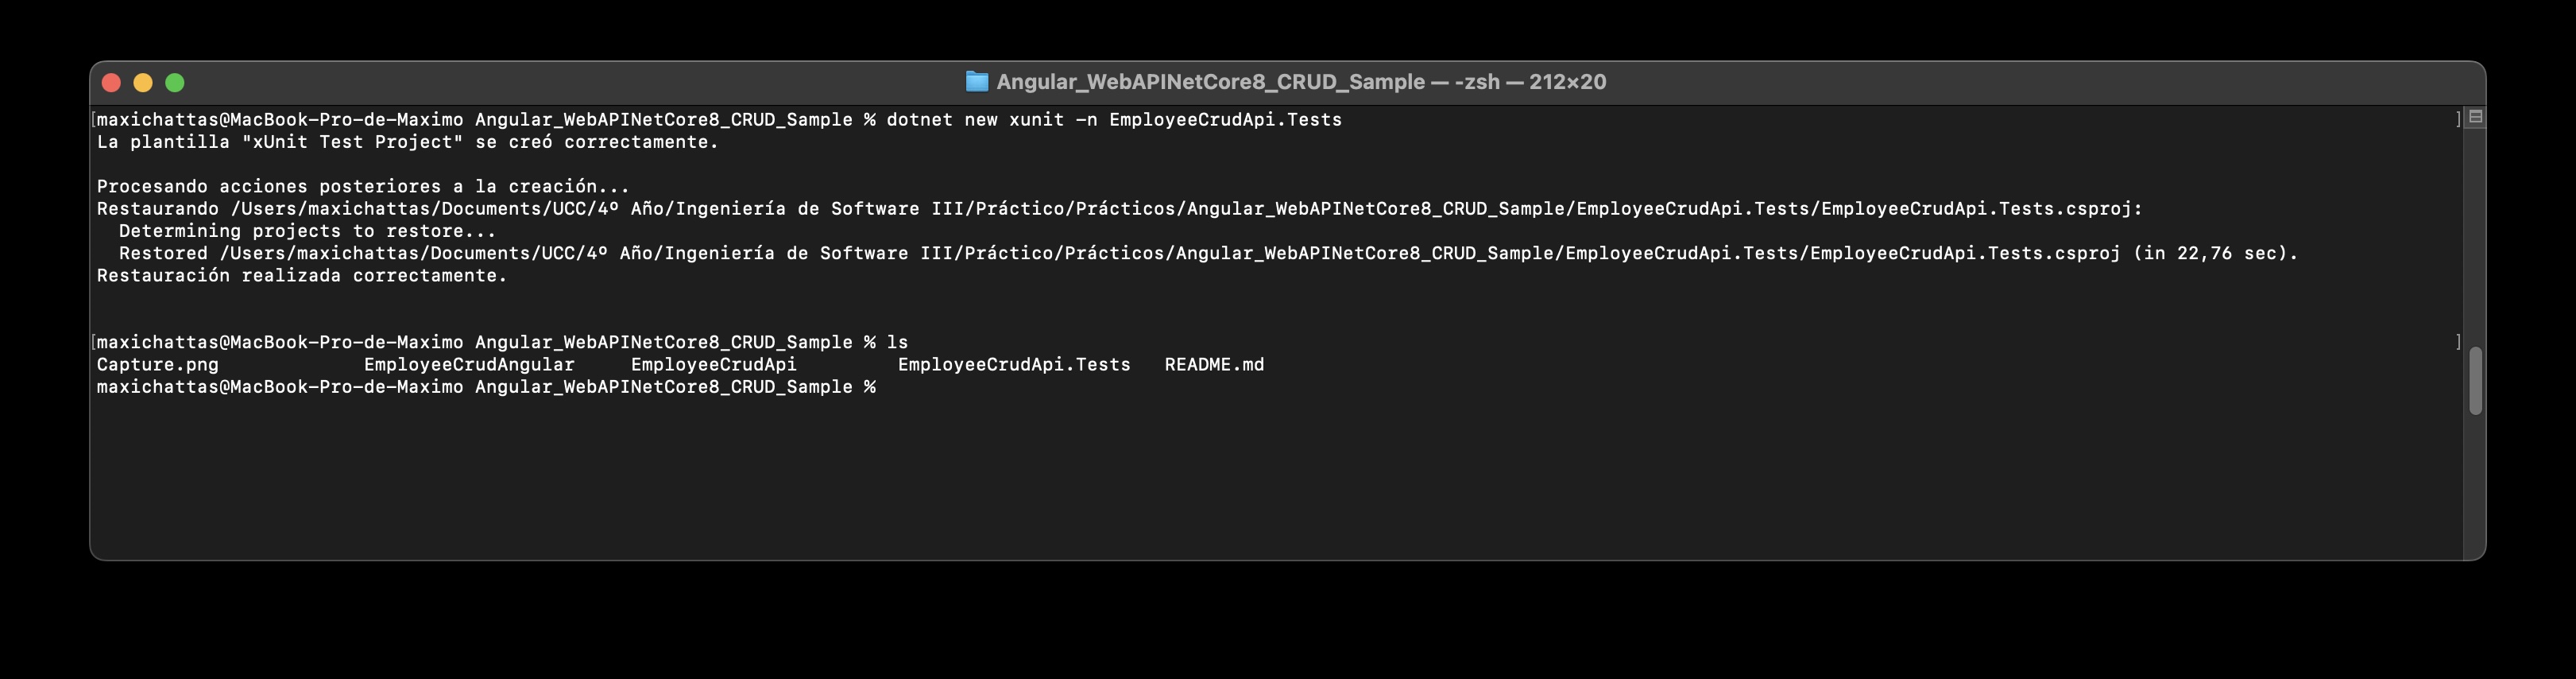 Angular_WebAPINetCore8_CRUD_Sample — -zsh — 212×20
[maxichattas@MacBook-Pro-de-Maximo Angular_WebAPINetCore8_CRUD_Sample % dotnet new xunit -n EmployeeCrudApi.Tests ]
La plantilla "xUnit Test Project" se creó correctamente.
Procesando acciones posteriores a la creación...
Restaurando /Users/maxichattas/Documents/UCC/4º Año/Ingeniería de Software III/Práctico/Prácticos/Angular_WebAPINetCore8_CRUD_Sample/EmployeeCrudApi.Tests/EmployeeCrudApi.Tests.csproj:
Determining projects to restore...
Restored /Users/maxichattas/Documents/UCC/4º Año/Ingeniería de Software III/Práctico/Prácticos/Angular_WebAPINetCore8_CRUD_Sample/EmployeeCrudApi.Tests/EmployeeCrudApi.Tests.csproj (in 22,76 sec).
Restauración realizada correctamente.
[maxichattas@MacBook-Pro-de-Maximo Angular_WebAPINetCore8_CRUD_Sample % ls ]
Capture.png EmployeeCrudAngular EmployeeCrudApi EmployeeCrudApi.Tests README.md
maxichattas@MacBook-Pro-de-Maximo Angular_WebAPINetCore8_CRUD_Sample %